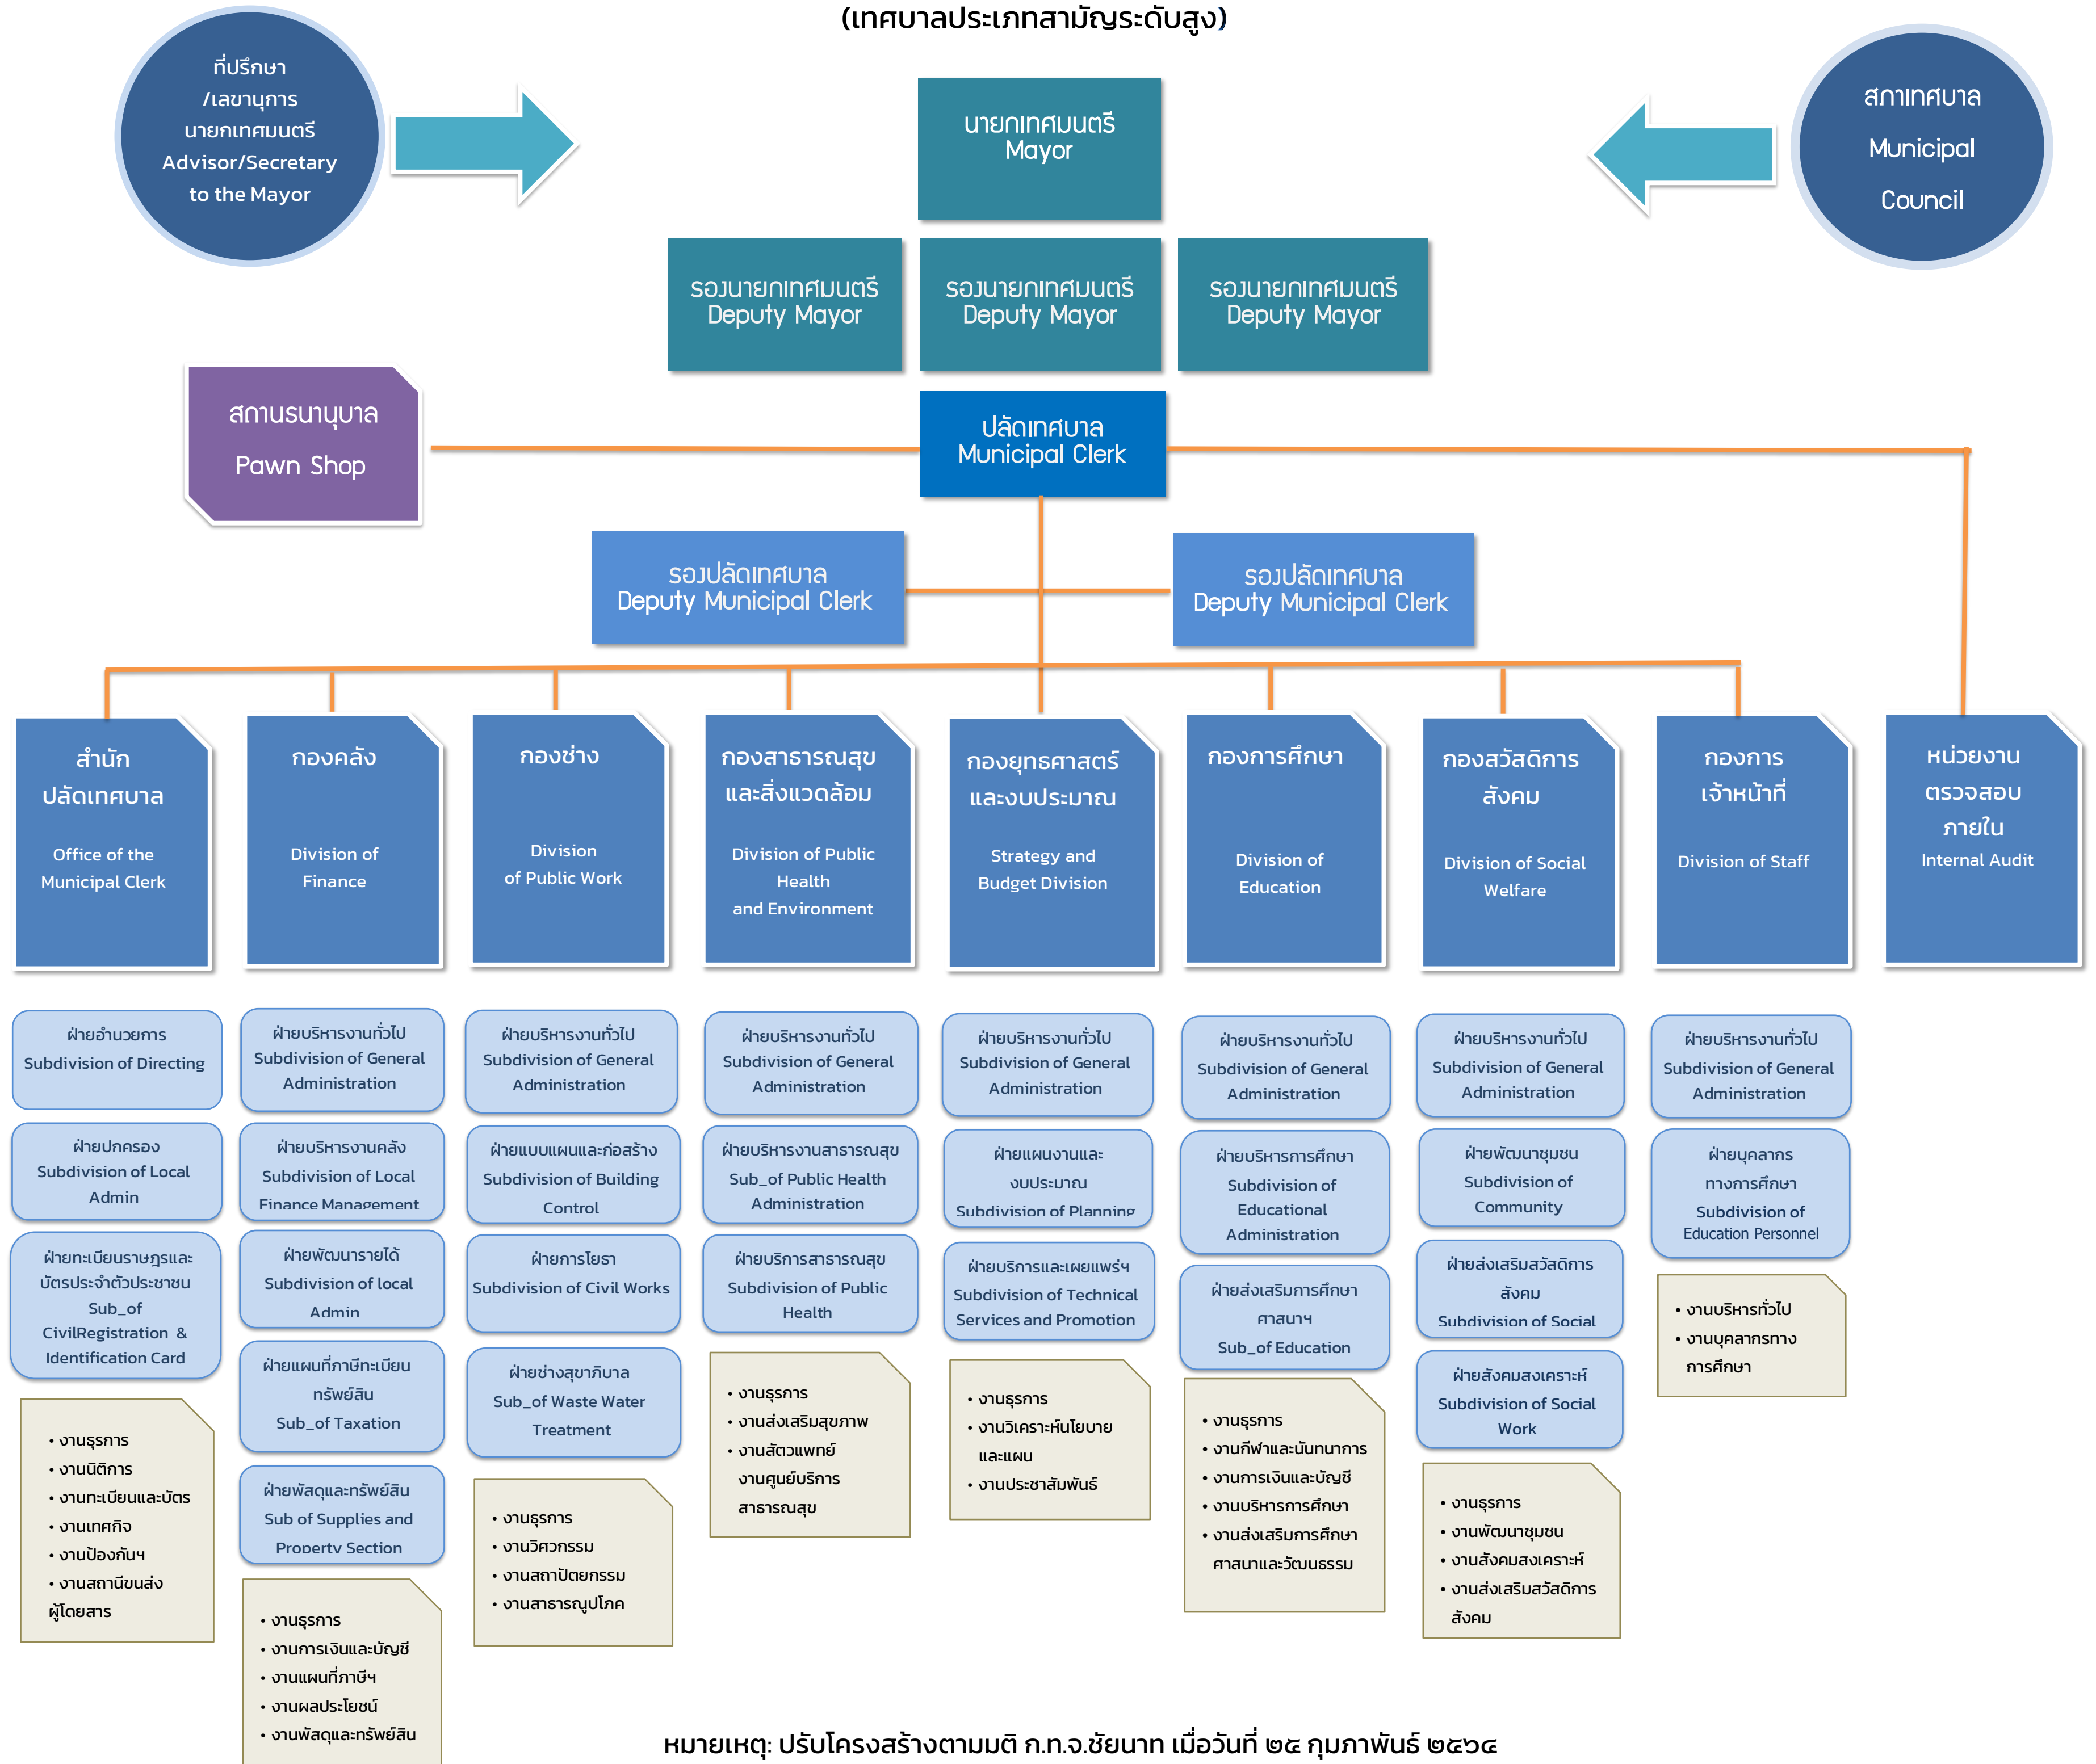 (เทศบาลประเภทสามัญระดับสูง)
ที่ปรึกษา
/เลขานุการ
นายกเทศมนตรี
Advisor/Secretary
to the Mayor
นายกเทศมนตรี
Mayor
สภาเทศบาล
Municipal
Council
รองนายกเทศมนตรี
Deputy Mayor
รองนายกเทศมนตรี
Deputy Mayor
รองนายกเทศมนตรี
Deputy Mayor
สถานธนานุบาล
Pawn Shop
ปลัดเทศบาล
Municipal Clerk
รองปลัดเทศบาล
Deputy Municipal Clerk
รองปลัดเทศบาล
Deputy Municipal Clerk
สำนัก
ปลัดเทศบาล
Office of the
Municipal Clerk
กองคลัง
Division of
Finance
กองช่าง
Division
of Public Work
กองสาธารณสุข
และสิ่งแวดล้อม
Division of Public
Health
and Environment
กองยุทธศาสตร์
และงบประมาณ
Strategy and
Budget Division
กองการศึกษา
Division of
Education
กองสวัสดิการ
สังคม
Division of Social
Welfare
กองการ
เจ้าหน้าที่
Division of Staff
หน่วยงาน
ตรวจสอบ
ภายใน
Internal Audit
ฝ่ายอำนวยการ
Subdivision of Directing
ฝ่ายปกครอง
Subdivision of Local
Admin
ฝ่ายทะเบียนราษฎรและ
บัตรประจำตัวประชาชน
Sub_of
CivilRegistration &
Identification Card
• งานธุรการ
• งานนิติการ
• งานทะเบียนและบัตร
• งานเทศกิจ
• งานป้องกันฯ
• งานสถานีขนส่ง
ผู้โดยสาร
ฝ่ายบริหารงานทั่วไป
Subdivision of General
Administration
ฝ่ายบริหารงานคลัง
Subdivision of Local
Finance Management
ฝ่ายพัฒนารายได้
Subdivision of local
Admin
ฝ่ายแผนที่ภาษีทะเบียน
ทรัพย์สิน
Sub_of Taxation
ฝ่ายพัสดุและทรัพย์สิน
Sub of Supplies and
Property Section
• งานธุรการ
• งานการเงินและบัญชี
• งานแผนที่ภาษีฯ
• งานผลประโยชน์
• งานพัสดุและทรัพย์สิน
ฝ่ายบริหารงานทั่วไป
Subdivision of General
Administration
ฝ่ายแบบแผนและก่อสร้าง
Subdivision of Building
Control
ฝ่ายการโยธา
Subdivision of Civil Works
ฝ่ายช่างสุขาภิบาล
Sub_of Waste Water
Treatment
• งานธุรการ
• งานวิศวกรรม
• งานสถาปัตยกรรม
• งานสาธารณูปโภค
ฝ่ายบริหารงานทั่วไป
Subdivision of General
Administration
ฝ่ายบริหารงานสาธารณสุข
Sub_of Public Health
Administration
ฝ่ายบริการสาธารณสุข
Subdivision of Public
Health
• งานธุรการ
• งานส่งเสริมสุขภาพ
• งานสัตวแพทย์
งานศูนย์บริการ
สาธารณสุข
ฝ่ายบริหารงานทั่วไป
Subdivision of General
Administration
ฝ่ายแผนงานและ
งบประมาณ
Subdivision of Planning
ฝ่ายบริการและเผยแพร่ฯ
Subdivision of Technical
Services and Promotion
• งานธุรการ
• งานวิเคราะห์นโยบาย
และแผน
• งานประชาสัมพันธ์
ฝ่ายบริหารงานทั่วไป
Subdivision of General
Administration
ฝ่ายบริหารการศึกษา
Subdivision of
Educational
Administration
ฝ่ายส่งเสริมการศึกษา
ศาสนาฯ
Sub_of Education
• งานธุรการ
• งานกีฬาและนันทนาการ
• งานการเงินและบัญชี
• งานบริหารการศึกษา
• งานส่งเสริมการศึกษา
ศาสนาและวัฒนธรรม
ฝ่ายบริหารงานทั่วไป
Subdivision of General
Administration
ฝ่ายพัฒนาชุมชน
Subdivision of
Community
ฝ่ายส่งเสริมสวัสดิการ
สังคม
Subdivision of Social
ฝ่ายสังคมสงเคราะห์
Subdivision of Social
Work
• งานธุรการ
• งานพัฒนาชุมชน
• งานสังคมสงเคราะห์
• งานส่งเสริมสวัสดิการ
สังคม
ฝ่ายบริหารงานทั่วไป
Subdivision of General
Administration
ฝ่ายบุคลากร
ทางการศึกษา
Subdivision of
Education Personnel
• งานบริหารทั่วไป
• งานบุคลากรทาง
การศึกษา
หมายเหตุ: ปรับโครงสร้างตามมติ ก.ท.จ.ชัยนาท เมื่อวันที่ ๒๕ กุมภาพันธ์ ๒๕๖๔